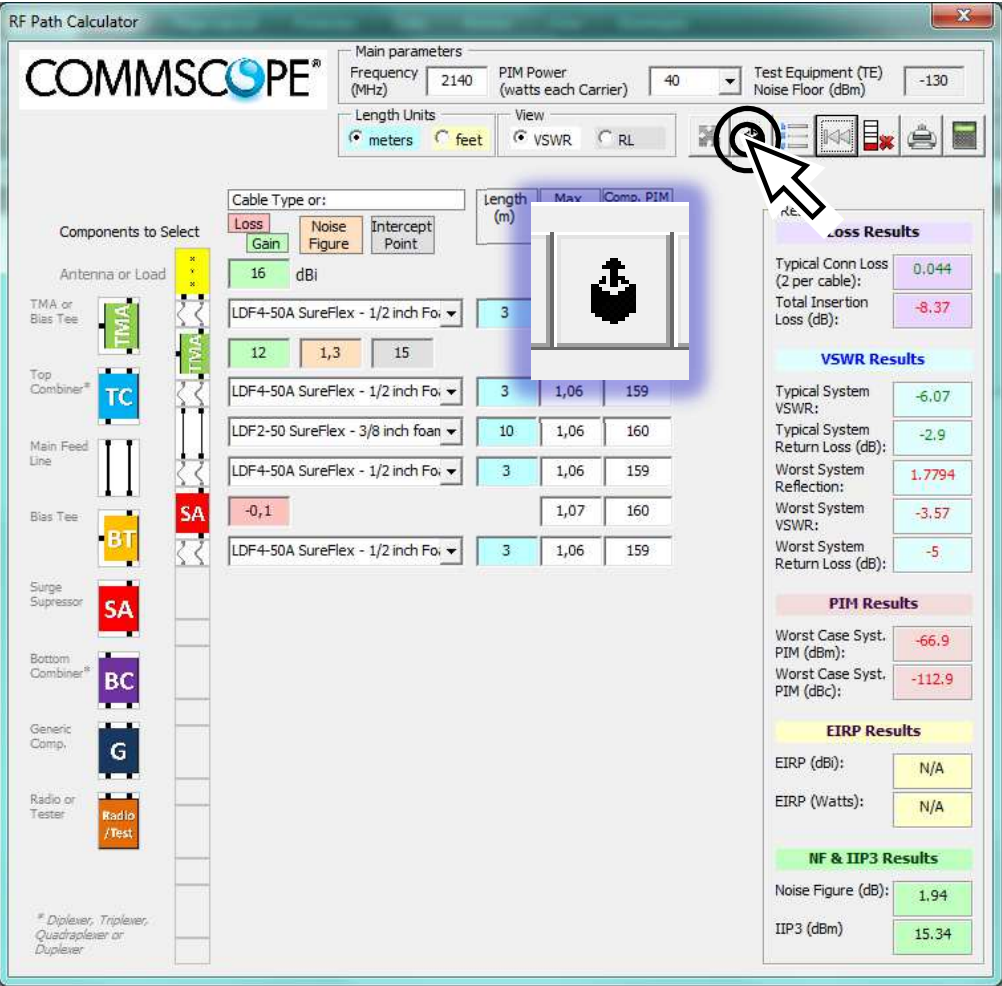 RF Path Calculator
COMMSCOPE®
Main parameters
Frequency (MHz) 2140 PIM Power (watts each Carrier) 40 Test Equipment (TE) Noise Floor (dBm) -130
Length Units View
meters feet VSWR RL
Cable Type or: Length (m) Max Comp. PIM
Loss Gain Noise Figure Intercept Point
Components to Select
Antenna or Load 16 dBi
TMA or Bias Tee TMA
LDF4-50A SureFlex - 1/2 inch Fo 3
TMA 12 1,3 15
Top Combiner* TC
LDF4-50A SureFlex - 1/2 inch Fo 3 1,06 159
LDF2-50 SureFlex - 3/8 inch foam 10 1,06 160
Main Feed Line
LDF4-50A SureFlex - 1/2 inch Fo 3 1,06 159
Bias Tee BT
SA -0,1 1,07 160
LDF4-50A SureFlex - 1/2 inch Fo 3 1,06 159
Surge Supressor SA
Bottom Combiner* BC
Generic Comp. G
Radio or Tester Radio /Test
* Diplexer, Triplexer,
Quadraplexer or
Duplexer
Loss Results
Typical Conn Loss (2 per cable): 0.044
Total Insertion Loss (dB): -8.37
VSWR Results
Typical System VSWR: -6.07
Typical System Return Loss (dB): -2.9
Worst System Reflection: 1.7794
Worst System VSWR: -3.57
Worst System Return Loss (dB): -5
PIM Results
Worst Case Syst. PIM (dBm): -66.9
Worst Case Syst. PIM (dBc): -112.9
EIRP Results
EIRP (dBi): N/A
EIRP (Watts): N/A
NF & IIP3 Results
Noise Figure (dB): 1.94
IIP3 (dBm) 15.34